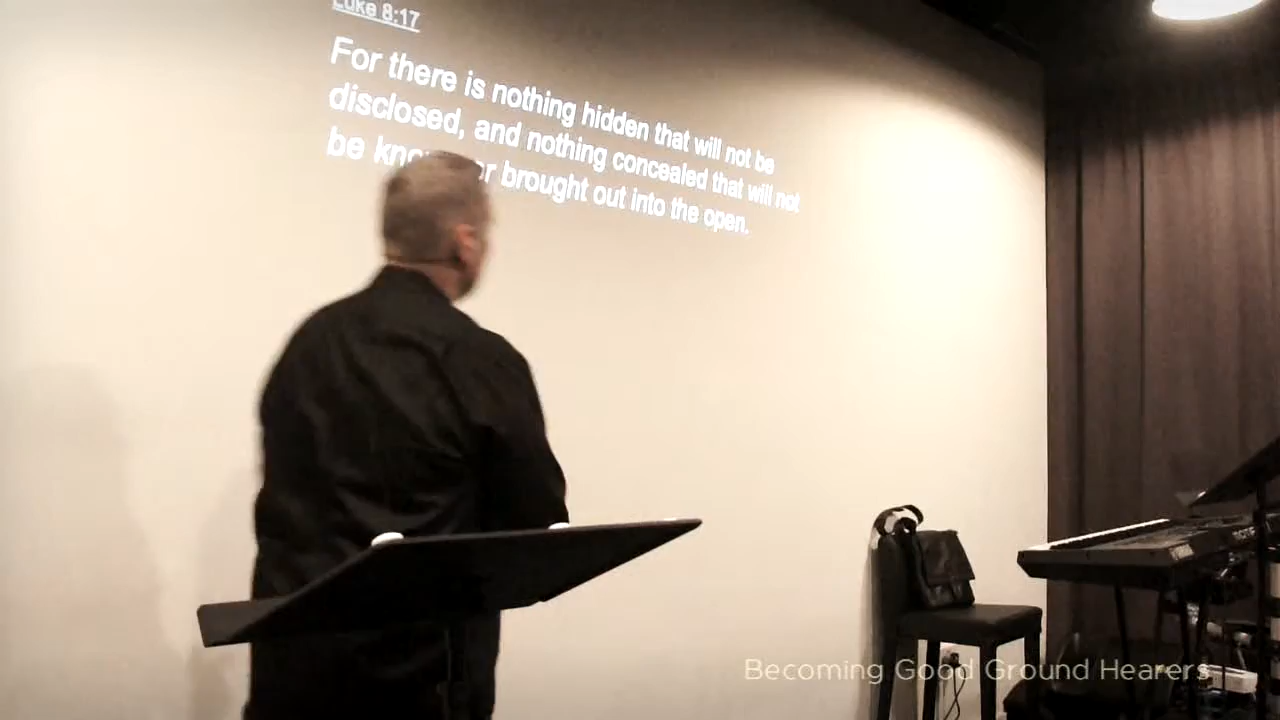 Luke 8:17
For there is nothing hidden that will not be
disclosed, and nothing concealed that will not
be or brought out into the open.
Becoming Good Ground Hearers